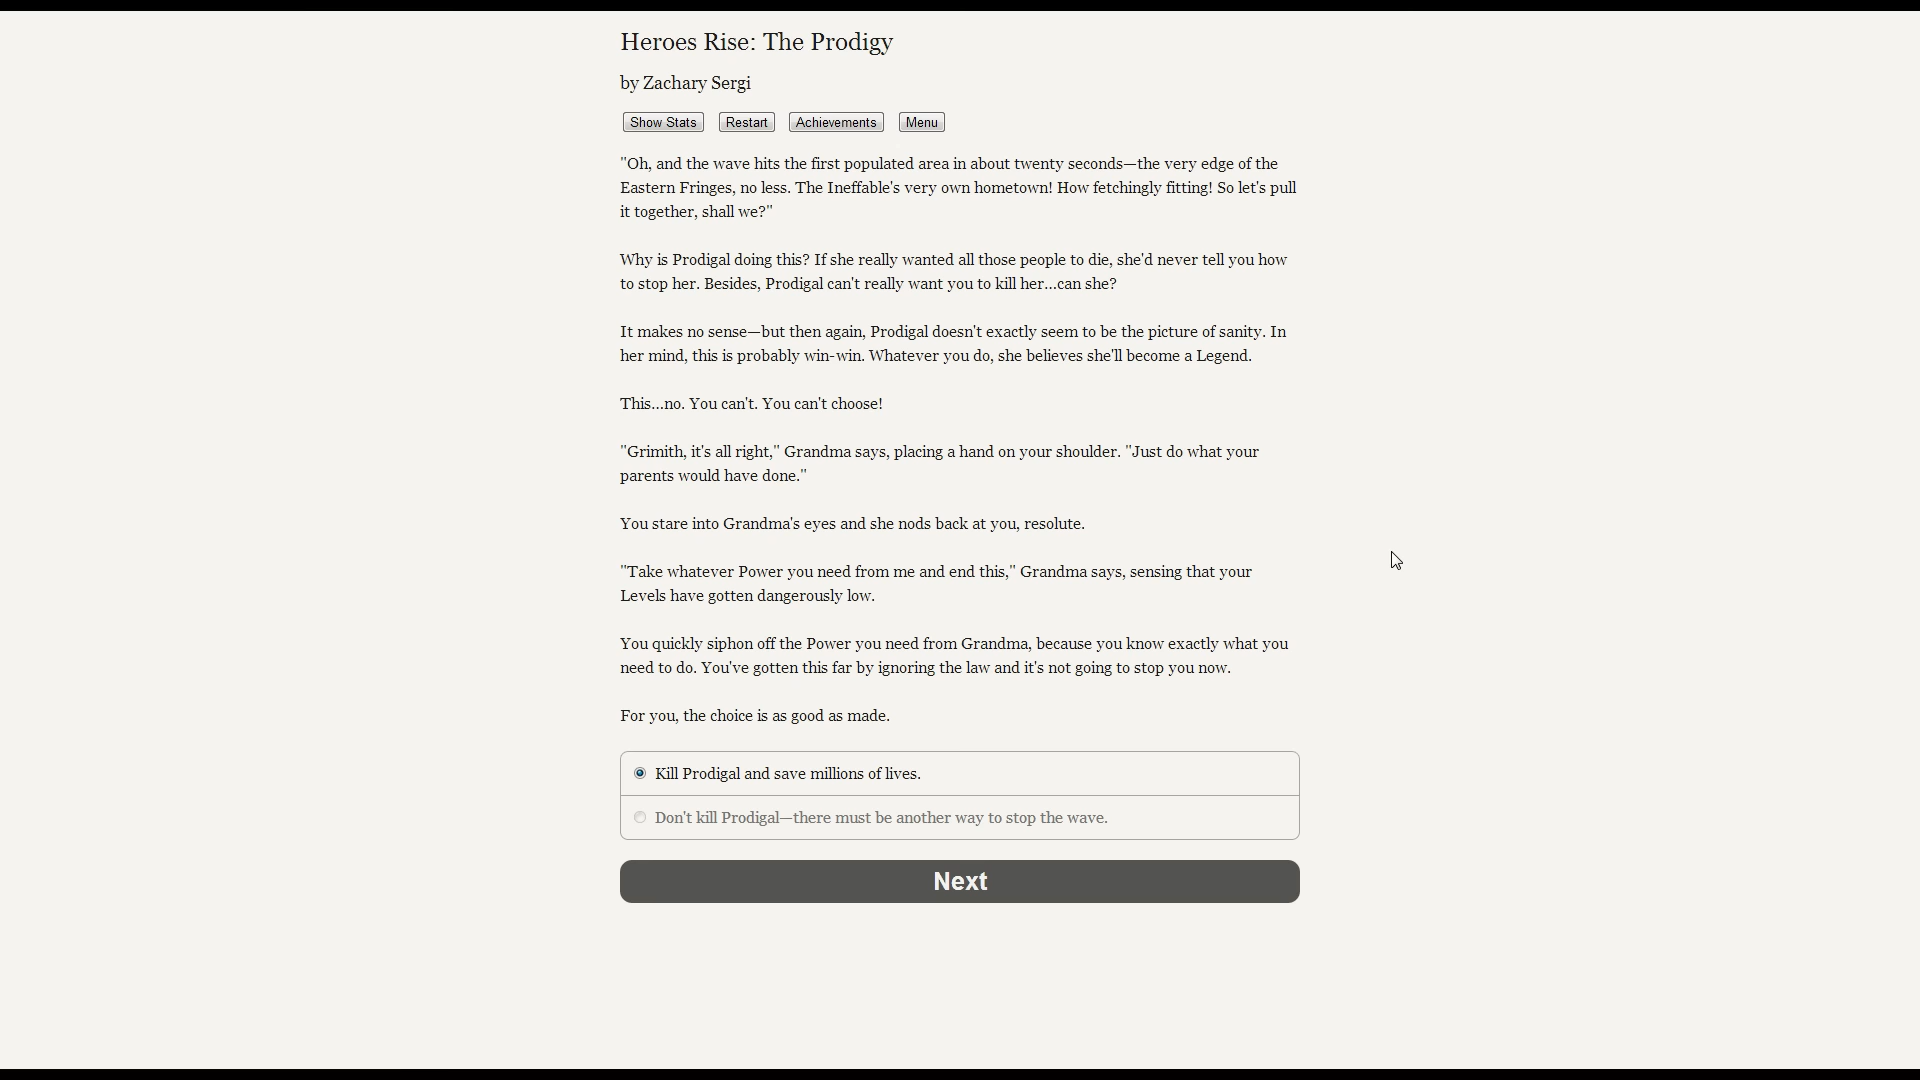 Heroes Rise: The Prodigy
by Zachary Sergi
Show Stats Restart Achievements Menu
"Oh, and the wave hits the first populated area in about twenty seconds—the very edge of the
Eastern Fringes, no less. The Ineffable's very own hometown! How fetchingly fitting! So let's pull
it together, shall we?"
Why is Prodigal doing this? If she really wanted all those people to die, she'd never tell you how
to stop her. Besides, Prodigal can't really want you to kill her...can she?
It makes no sense—but then again, Prodigal doesn't exactly seem to be the picture of sanity. In
her mind, this is probably win-win. Whatever you do, she believes she'll become a Legend.
This...no. You can't. You can't choose!
"Grimith, it's all right," Grandma says, placing a hand on your shoulder. "Just do what your
parents would have done."
You stare into Grandma's eyes and she nods back at you, resolute.
"Take whatever Power you need from me and end this," Grandma says, sensing that your
Levels have gotten dangerously low.
You quickly siphon off the Power you need from Grandma, because you know exactly what you
need to do. You've gotten this far by ignoring the law and it's not going to stop you now.
For you, the choice is as good as made.
Kill Prodigal and save millions of lives.
Don't kill Prodigal—there must be another way to stop the wave.
Next